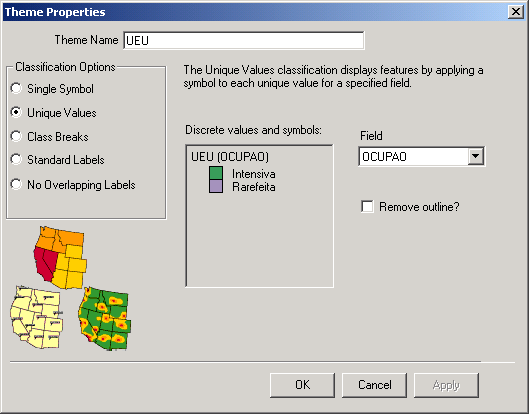 Theme Properties
Theme Name UEU
Classification Options
Single Symbol
Unique Values
Class Breaks
Standard Labels
No Overlapping Labels
The Unique Values classification displays features by applying a
symbol to each unique value for a specified field.
Discrete values and symbols:
UEU (OCUPAO)
Intensiva
Rarefeita
Field
OCUPAO
Remove outline?
OK Cancel Apply